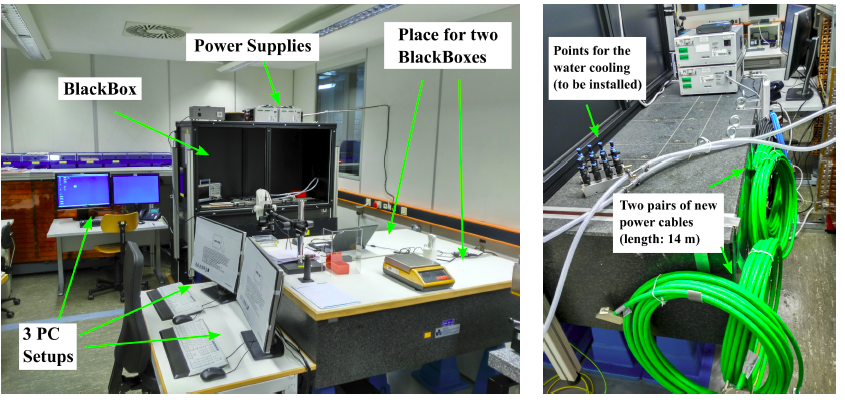 Power Supplies
Place for two
BlackBoxes
BlackBox
3 PC
Setups
Points for the
water cooling
(to be installed)
Two pairs of new
power cables
(length: 14 m)